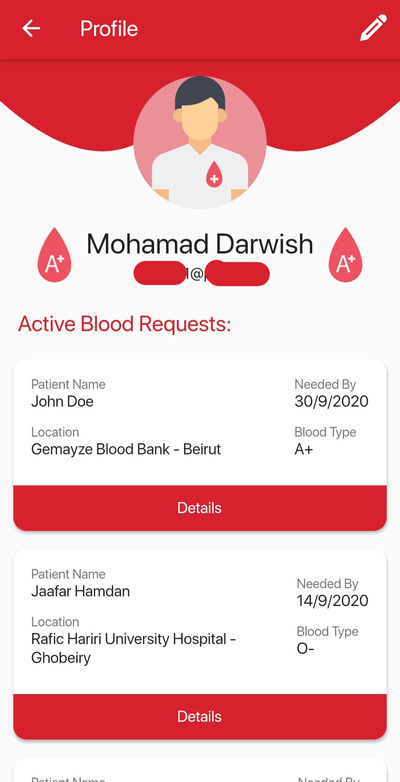 Profile
Mohamad Darwish
A+ A+
1@
Active Blood Requests:
Patient Name Needed By
John Doe 30/9/2020
Location Blood Type
Gemayze Blood Bank - Beirut A+
Details
Patient Name Needed By
Jaafar Hamdan 14/9/2020
Location Blood Type
Rafic Hariri University Hospital - O-
Ghobeiry
Details
Patient Name Needed By